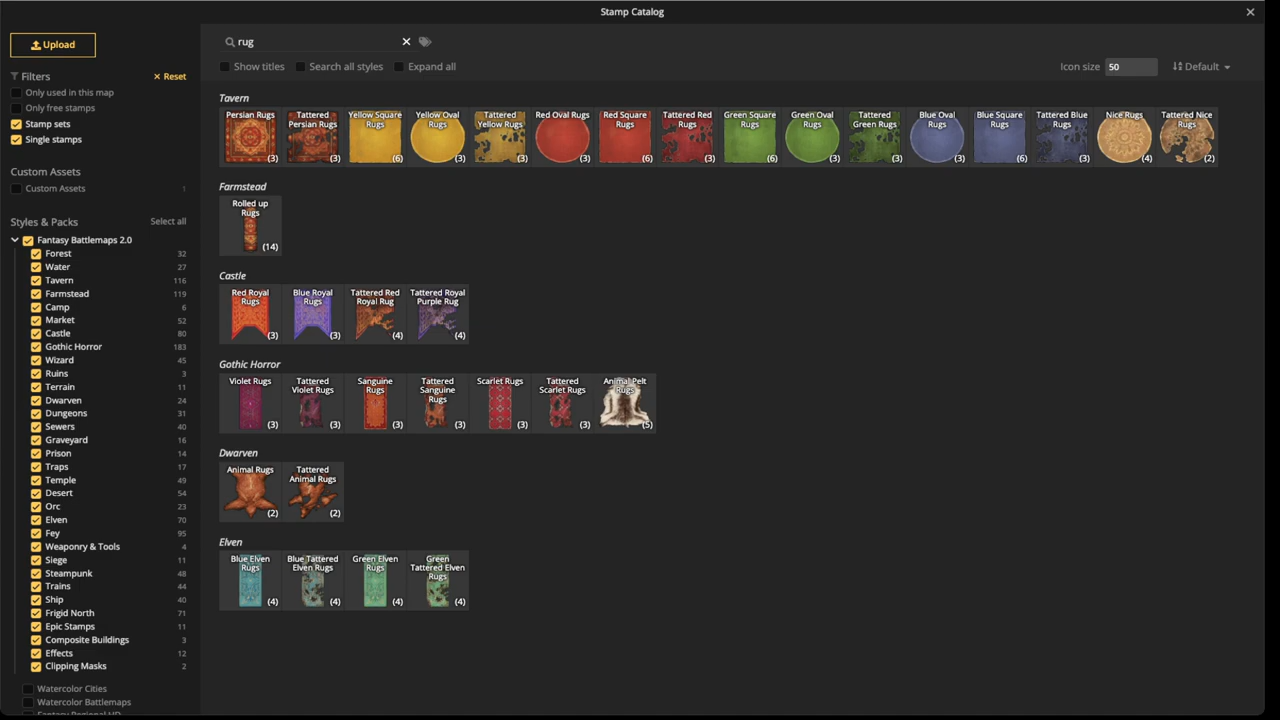 Stamp Catalog
Upload
Filters
Reset
Only used in this map
Only free stamps
Stamp sets
Single stamps
Custom Assets
Custom Assets 1
Styles & Packs Select all
Fantasy Battlemaps 2.0
Forest 32
Water 27
Tavern 116
Farmstead 119
Camp 6
Market 52
Castle 80
Gothic Horror 183
Wizard 45
Ruins 3
Terrain 11
Dwarven 24
Dungeons 31
Sewers 40
Graveyard 16
Prison 14
Traps 17
Temple 49
Desert 54
Orc 23
Elven 70
Fey 95
Weaponry & Tools 4
Siege 11
Steampunk 48
Trains 44
Ship 40
Frigid North 71
Epic Stamps 11
Composite Buildings 3
Effects 12
Clipping Masks 2
Watercolor Cities
Watercolor Battlemaps
rug
Show titles Search all styles Expand all
Icon size 50 Default
Tavern
Persian Rugs (3)
Tattered Persian Rugs (3)
Yellow Square Rugs (6)
Yellow Oval Rugs (3)
Tattered Yellow Rugs (3)
Red Oval Rugs (3)
Red Square Rugs (6)
Tattered Red Rugs (3)
Green Square Rugs (6)
Green Oval Rugs (3)
Tattered Green Rugs (3)
Blue Oval Rugs (3)
Blue Square Rugs (6)
Tattered Blue Rugs (3)
Nice Rugs (4)
Tattered Nice Rugs (2)
Farmstead
Rolled up Rugs (14)
Castle
Red Royal Rugs (3)
Blue Royal Rugs (3)
Tattered Red Royal Rug (4)
Tattered Royal Purple Rug (4)
Gothic Horror
Violet Rugs (3)
Tattered Violet Rugs (3)
Sanguine Rugs (3)
Tattered Sanguine Rugs (3)
Scarlet Rugs (3)
Tattered Scarlet Rugs (3)
Animal Pelt Rugs (5)
Dwarven
Animal Rugs (2)
Tattered Animal Rugs (2)
Elven
Blue Elven Rugs (4)
Blue Tattered Elven Rugs (4)
Green Elven Rugs (4)
Green Tattered Elven Rugs (4)